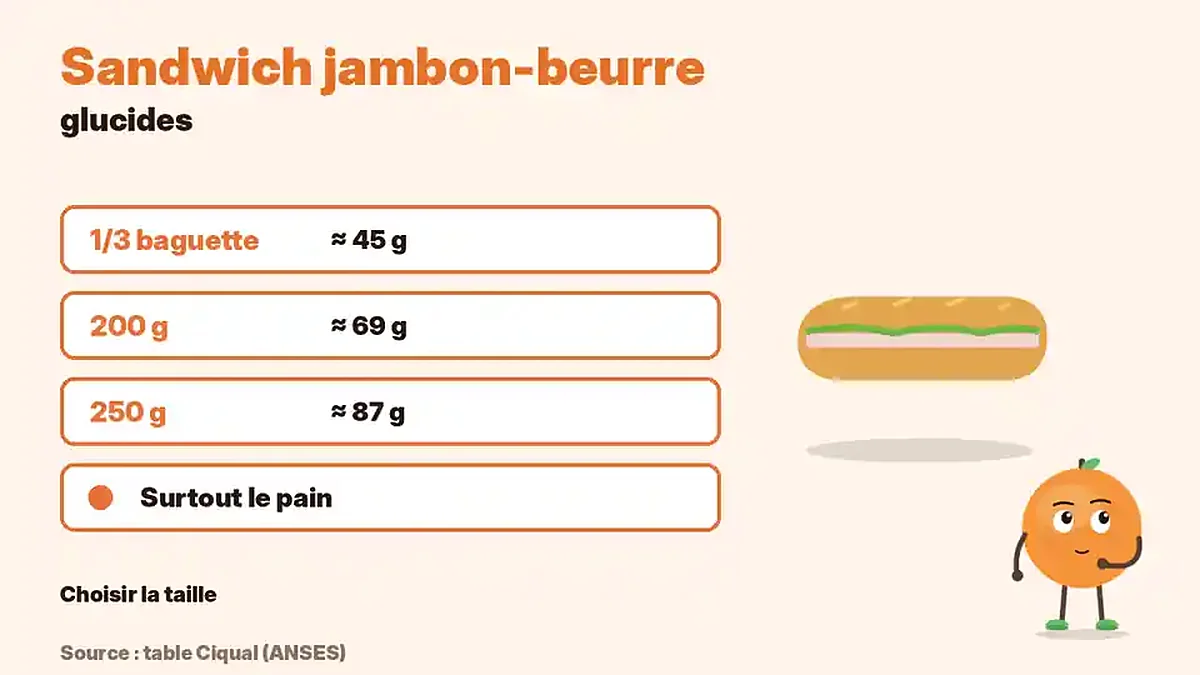 Sandwich jambon-beurre
glucides
1/3 baguette ≈ 45 g
200 g ≈ 69 g
250 g ≈ 87 g
Surtout le pain
Choisir la taille
Source : table Ciqual (ANSES)